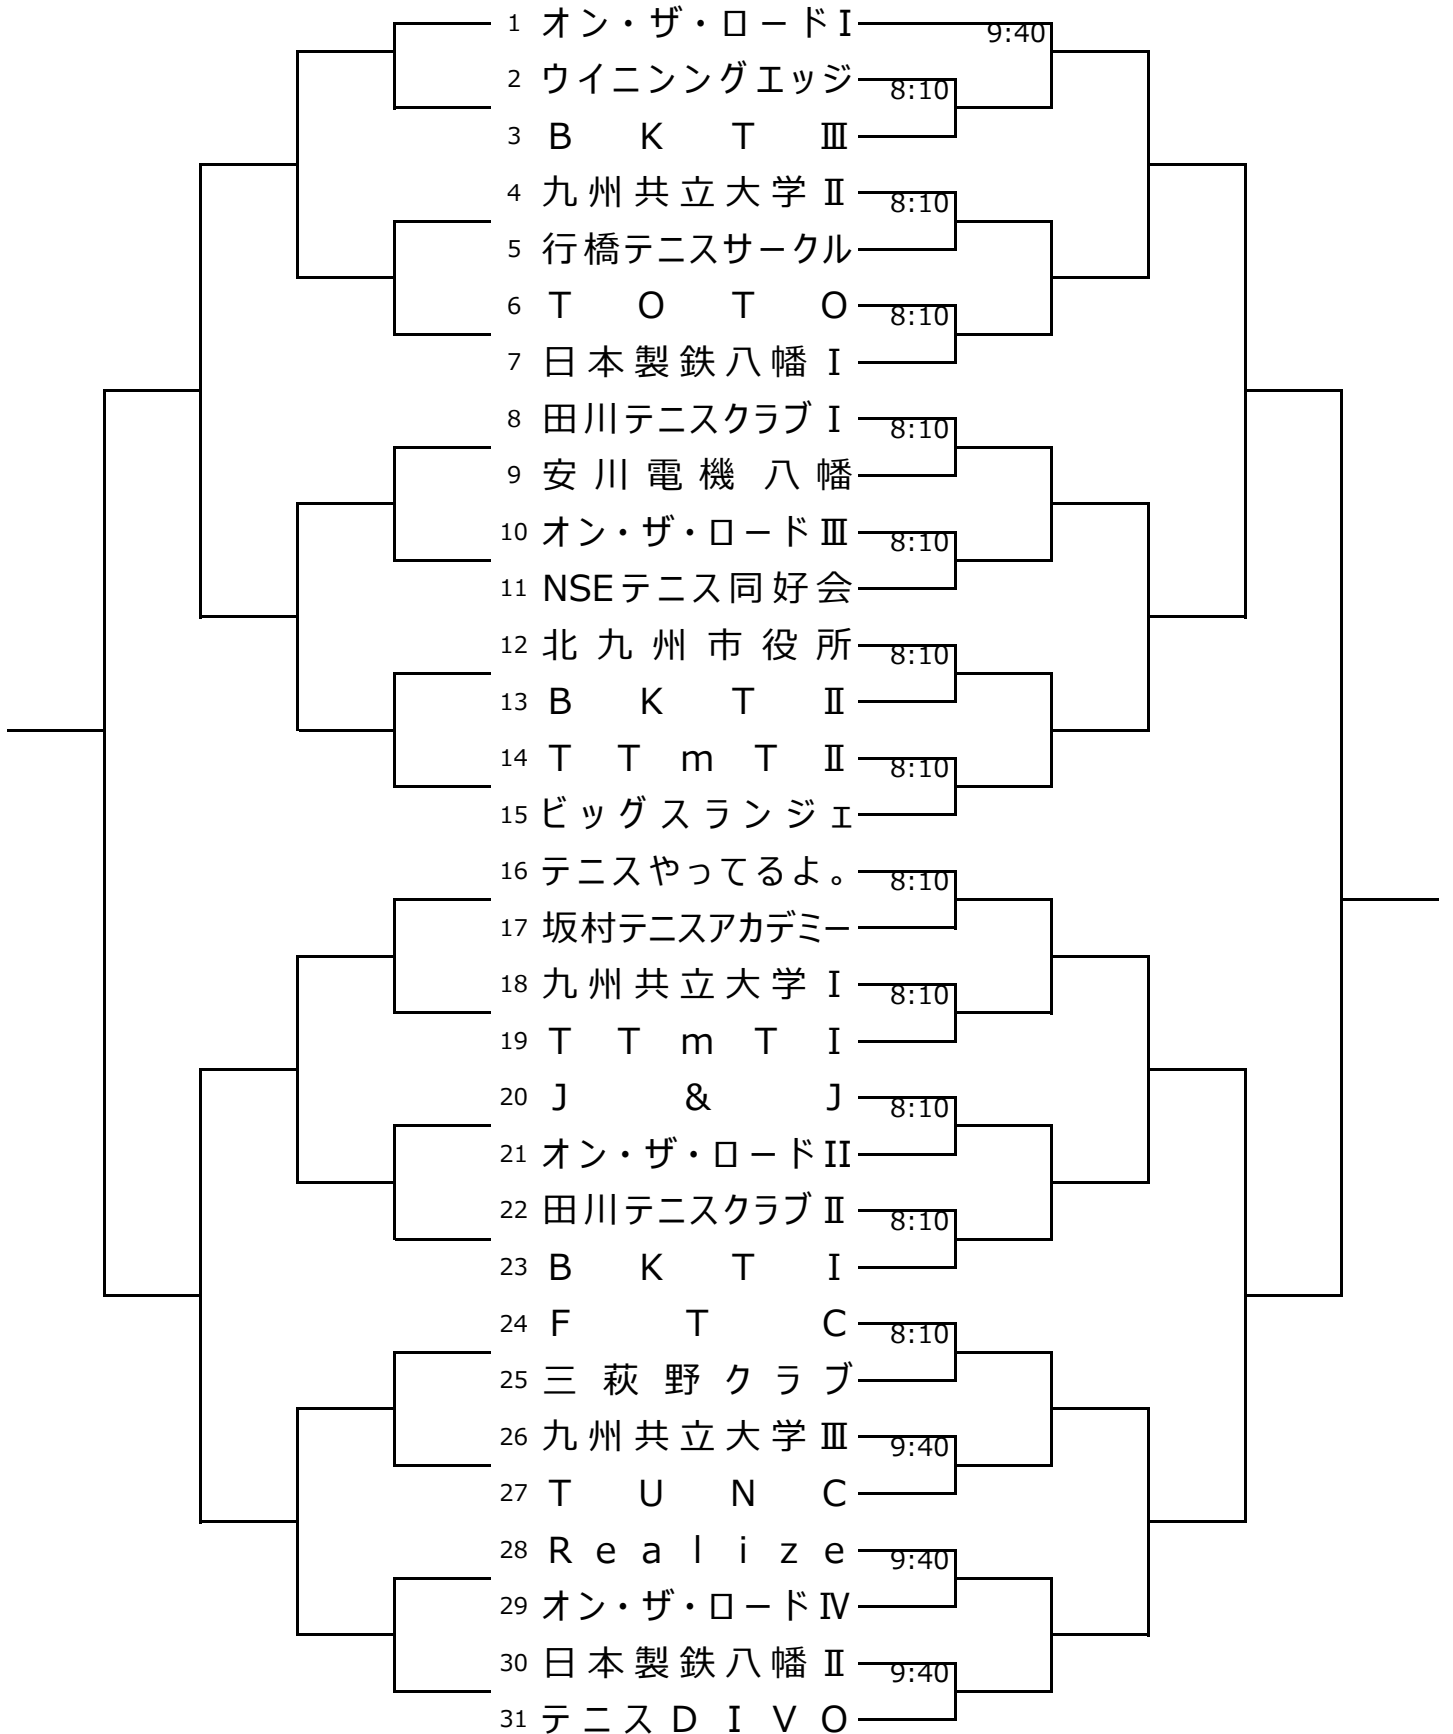 1 オン・ザ・ロードⅠ 9:40
2 ウイニンングエッジ 8:10
3 BKTⅢ
4 九州共立大学Ⅱ 8:10
5 行橋テニスサークル
6 TOTO 8:10
7 日本製鉄八幡Ⅰ
8 田川テニスクラブⅠ 8:10
9 安川電機八幡
10 オン・ザ・ロードⅢ 8:10
11 NSEテニス同好会
12 北九州市役所 8:10
13 BKTⅡ
14 TTmTⅡ 8:10
15 ビッグスランジェ
16 テニスやってるよ。 8:10
17 坂村テニスアカデミー
18 九州共立大学Ⅰ 8:10
19 TTmTⅠ
20 J&J 8:10
21 オン・ザ・ロードII
22 田川テニスクラブⅡ 8:10
23 BKTⅠ
24 FTC 8:10
25 三萩野クラブ
26 九州共立大学Ⅲ 9:40
27 TUNC
28 Realize 9:40
29 オン・ザ・ロードⅣ
30 日本製鉄八幡Ⅱ 9:40
31 テニスDIVO